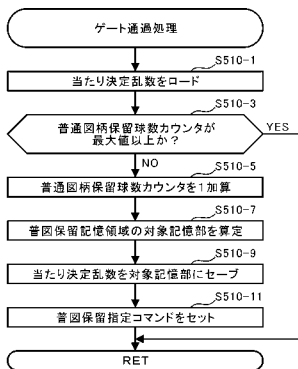 ゲート通過処理
S510-1
当たり決定乱数をロード
S510-3
普通図柄保留球数カウンタが
最大値以上か？
YES
NO
S510-5
普通図柄保留球数カウンタを1加算
S510-7
普図保留記憶領域の対象記憶部を算定
S510-9
当たり決定乱数を対象記憶部にセーブ
S510-11
普図保留指定コマンドをセット
RET